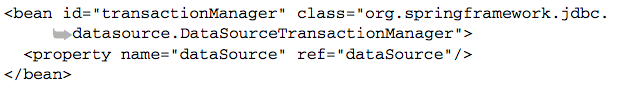 <bean id="transactionManager" class="org.springframework.jdbc.
datasource.DataSourceTransactionManager">
<property name="dataSource" ref="dataSource"/>
</bean>